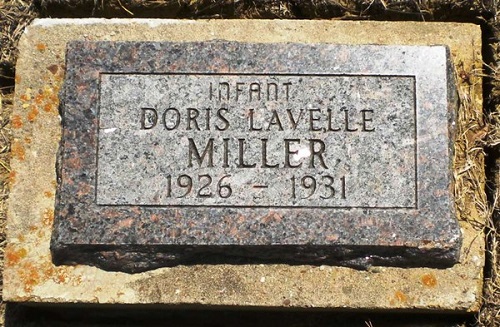 INFANT
DORIS LAVELLE
MILLER
1926 - 1931